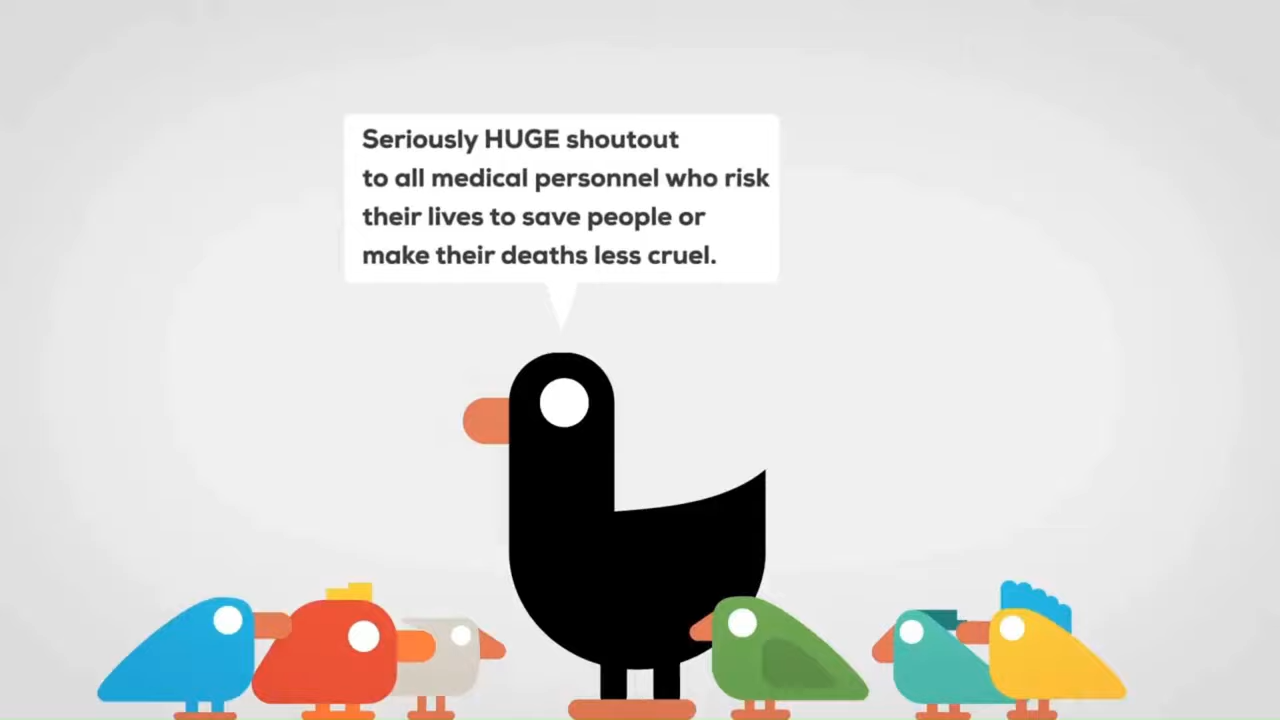 Seriously HUGE shoutout
to all medical personnel who risk
their lives to save people or
make their deaths less cruel.